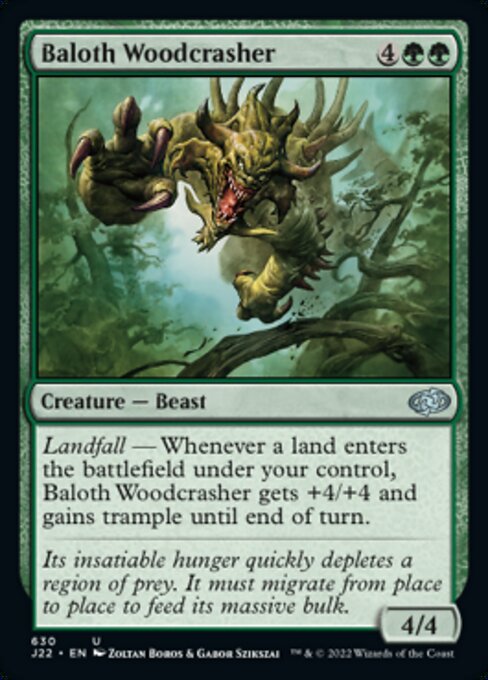 Baloth Woodcrasher 4
Creature — Beast
Landfall — Whenever a land enters
the battlefield under your control,
Baloth Woodcrasher gets +4/+4 and
gains trample until end of turn.
Its insatiable hunger quickly depletes a
region of prey. It must migrate from place
to place to feed its massive bulk.
4/4
630 U
J22 • EN Zoltan Boros & Gabor Szikszai ™ & © 2022 Wizards of the Coast